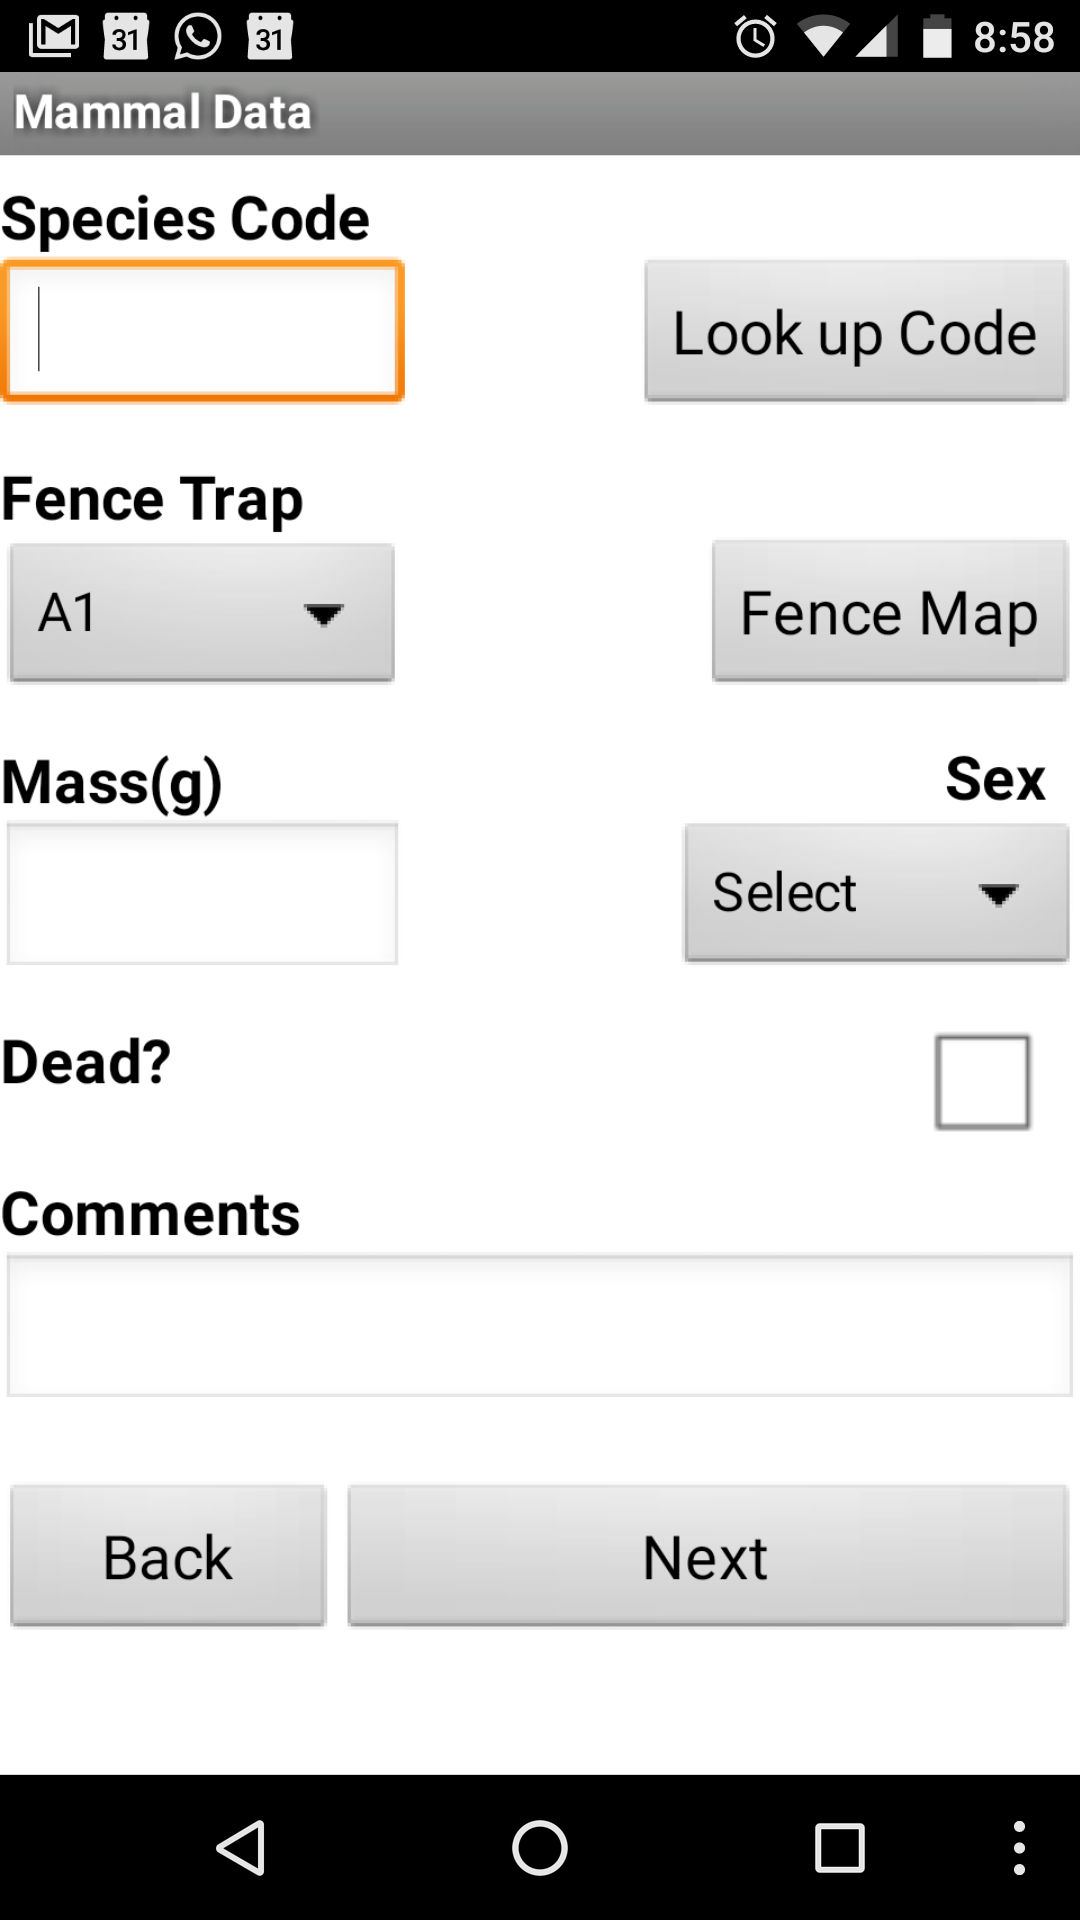 31 31 8:58
Mammal Data
Species Code
Look up Code
Fence Trap
A1
Fence Map
Mass(g) Sex
Select
Dead?
Comments
Back Next